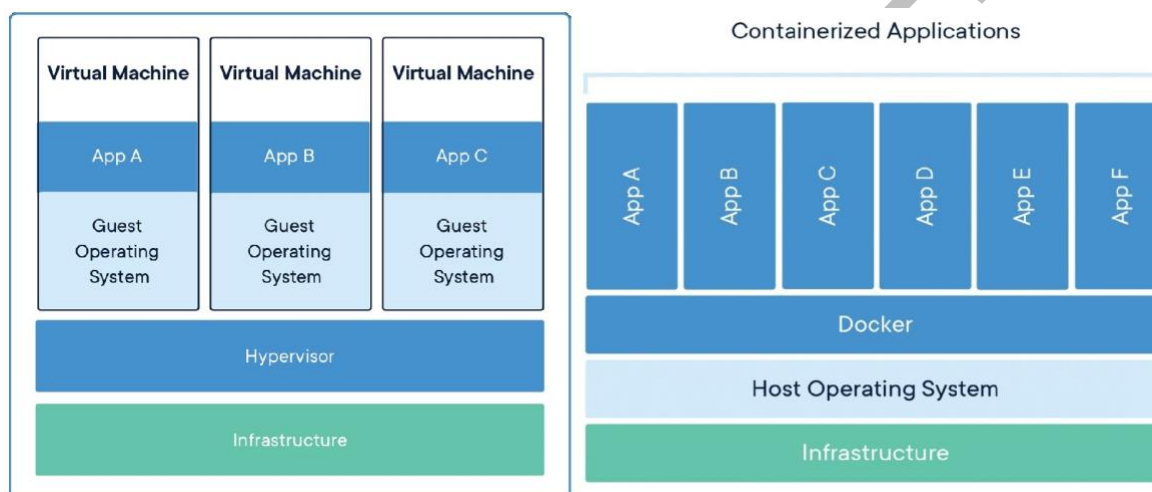 Virtual Machine
Virtual Machine
Virtual Machine
App A
App B
App C
Guest
Operating
System
Guest
Operating
System
Guest
Operating
System
Hypervisor
Infrastructure
Containerized Applications
App A
App B
App C
App D
App E
App F
Docker
Host Operating System
Infrastructure